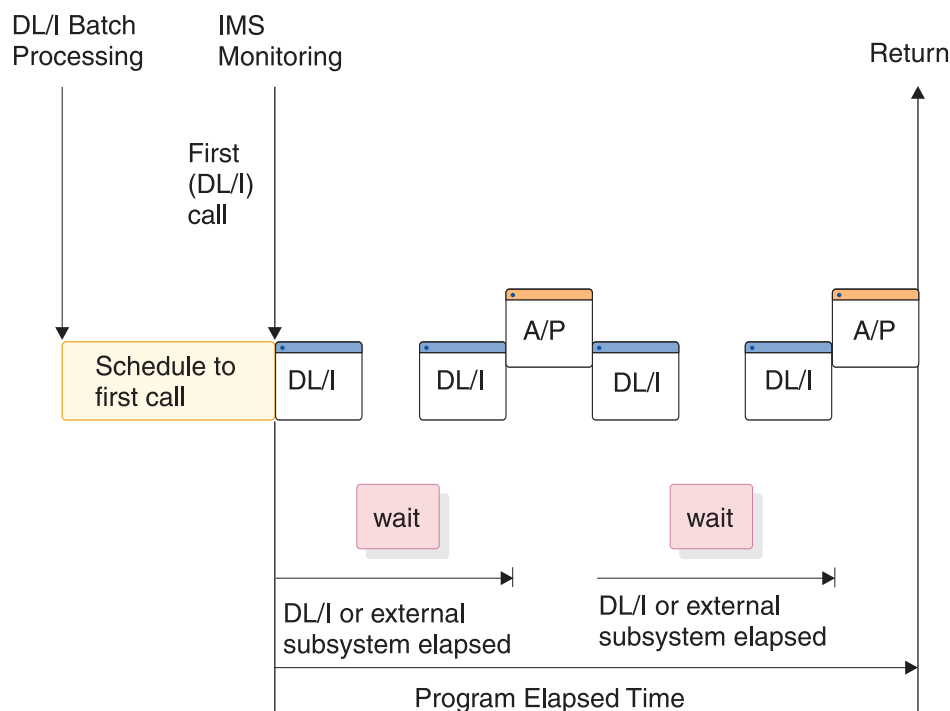 DL/I Batch
Processing
IMS
Monitoring
Return
First
(DL/I)
call
A/P
A/P
Schedule to
first call
DL/I
DL/I
DL/I
DL/I
wait
wait
DL/I or external
subsystem elapsed
DL/I or external
subsystem elapsed
Program Elapsed Time